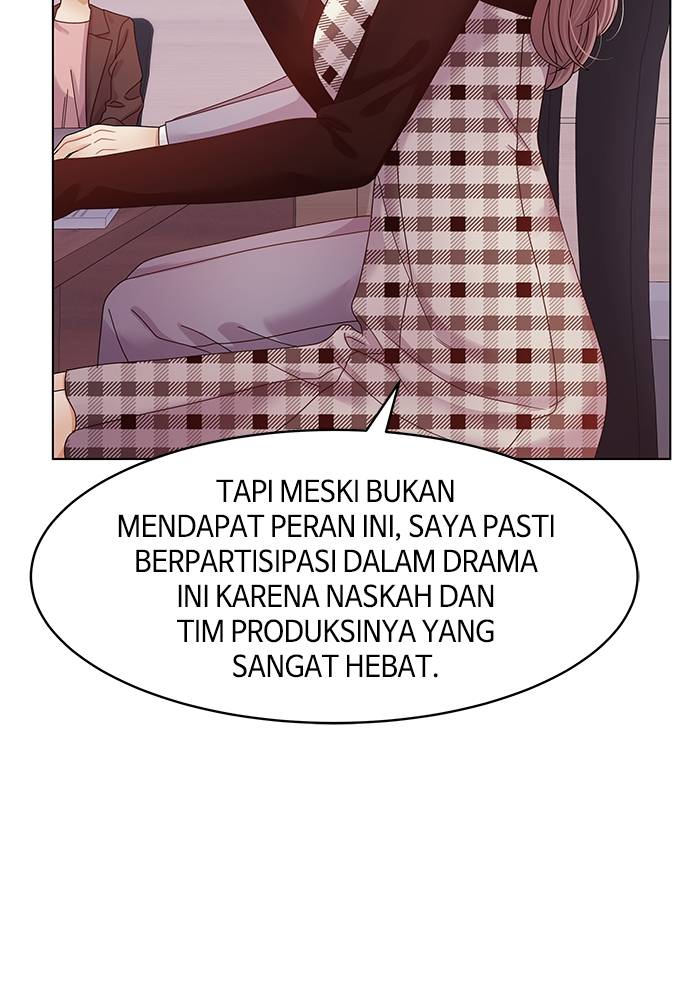 TAPI MESKI BUKAN
MENDAPAT PERAN INI, SAYA PASTI
BERPARTISIPASI DALAM DRAMA
INI KARENA NASKAH DAN
TIM PRODUKSINYA YANG
SANGAT HEBAT.